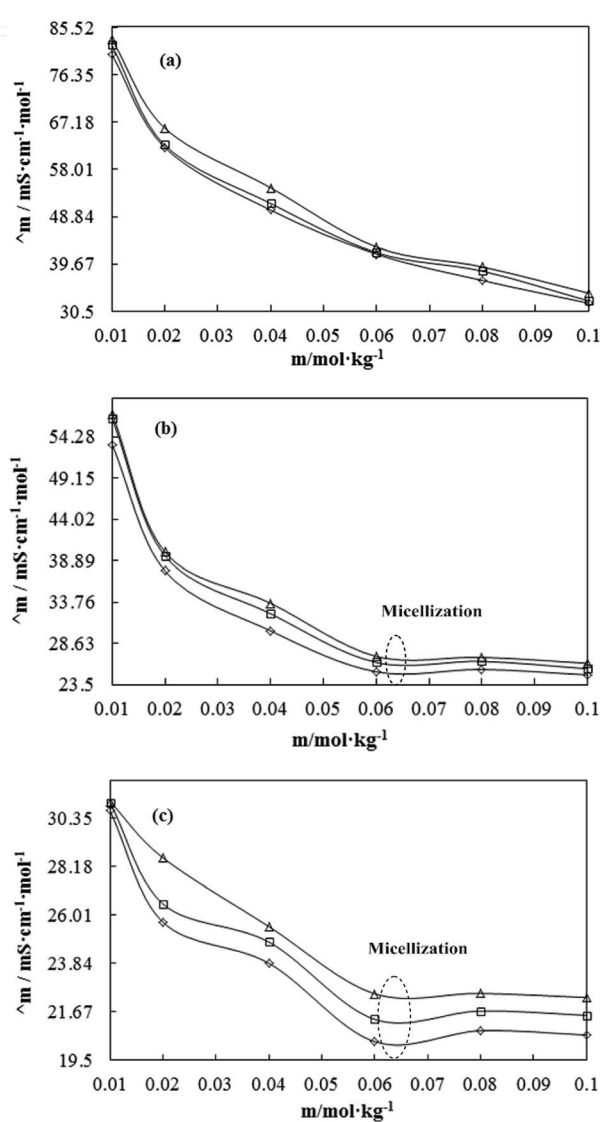 (a)
^m / mS·cm-1·mol-1
85.52
76.35
67.18
58.01
48.84
39.67
30.5
0.01 0.02 0.03 0.04 0.05 0.06 0.07 0.08 0.09 0.1
m/mol·kg-1
(b)
^m / mS·cm-1·mol-1
54.28
49.15
44.02
38.89
33.76
28.63
23.5
Micellization
0.01 0.02 0.03 0.04 0.05 0.06 0.07 0.08 0.09 0.1
m/mol·kg-1
(c)
^m / mS·cm-1·mol-1
30.35
28.18
26.01
23.84
21.67
19.5
Micellization
0.01 0.02 0.03 0.04 0.05 0.06 0.07 0.08 0.09 0.1
m/mol·kg-1